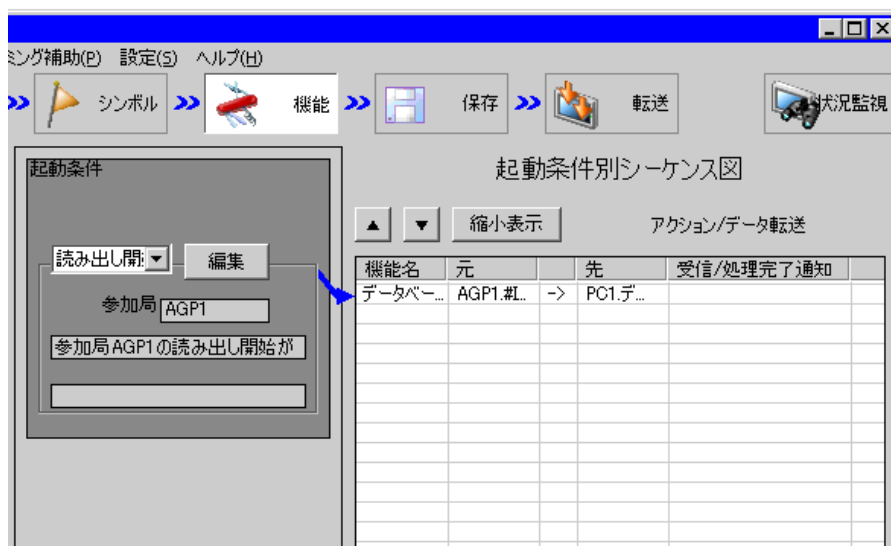 ミング補助(P) 設定(S) ヘルプ(H)
シンボル 機能 保存 転送 状況監視
起動条件
読み出し開 編集
参加局 AGP1
参加局AGP1の読み出し開始が
起動条件別シーケンス図
縮小表示 アクション/データ転送
機能名 元 先 受信/処理完了通知
データベー... AGP1.#I... -> PC1.デ...